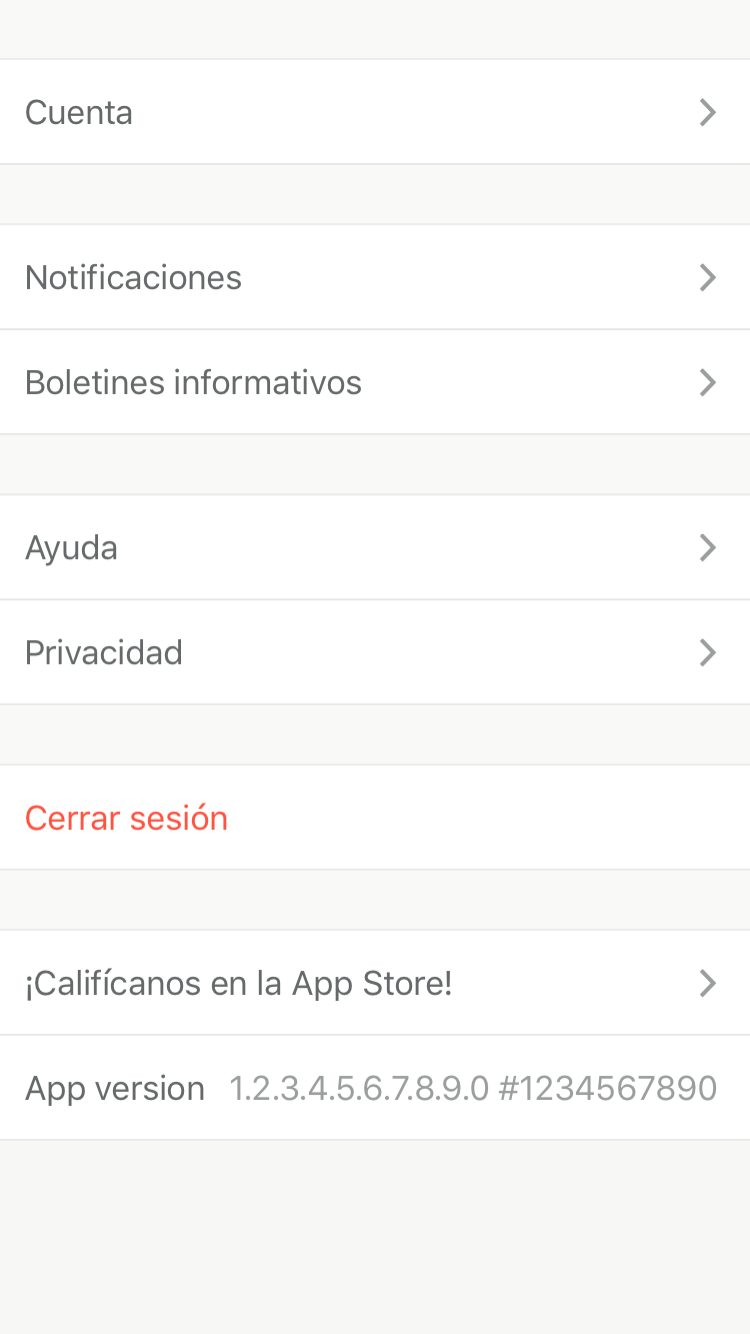 Cuenta
Notificaciones
Boletines informativos
Ayuda
Privacidad
Cerrar sesión
¡Califícanos en la App Store!
App version 1.2.3.4.5.6.7.8.9.0 #1234567890